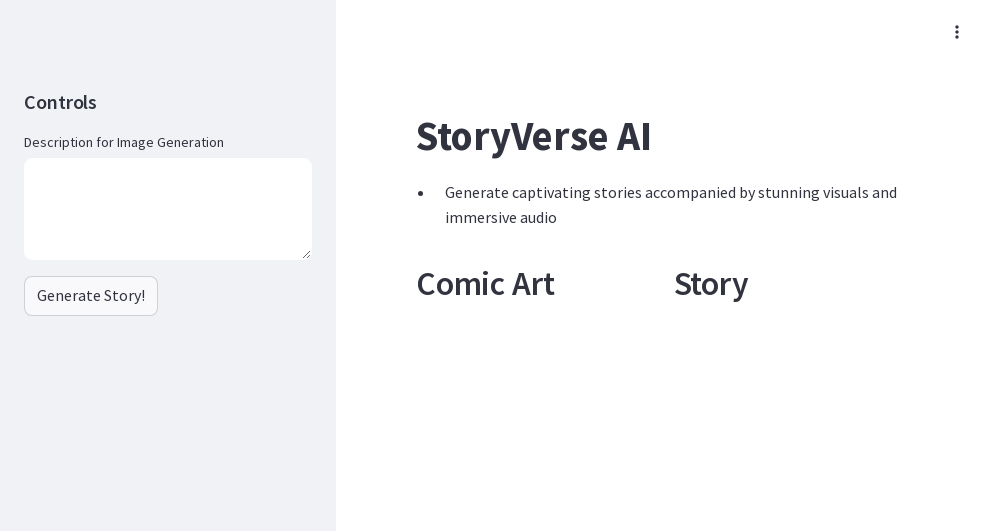 Controls
Description for Image Generation
Generate Story!
StoryVerse AI
Generate captivating stories accompanied by stunning visuals and
immersive audio
Comic Art
Story